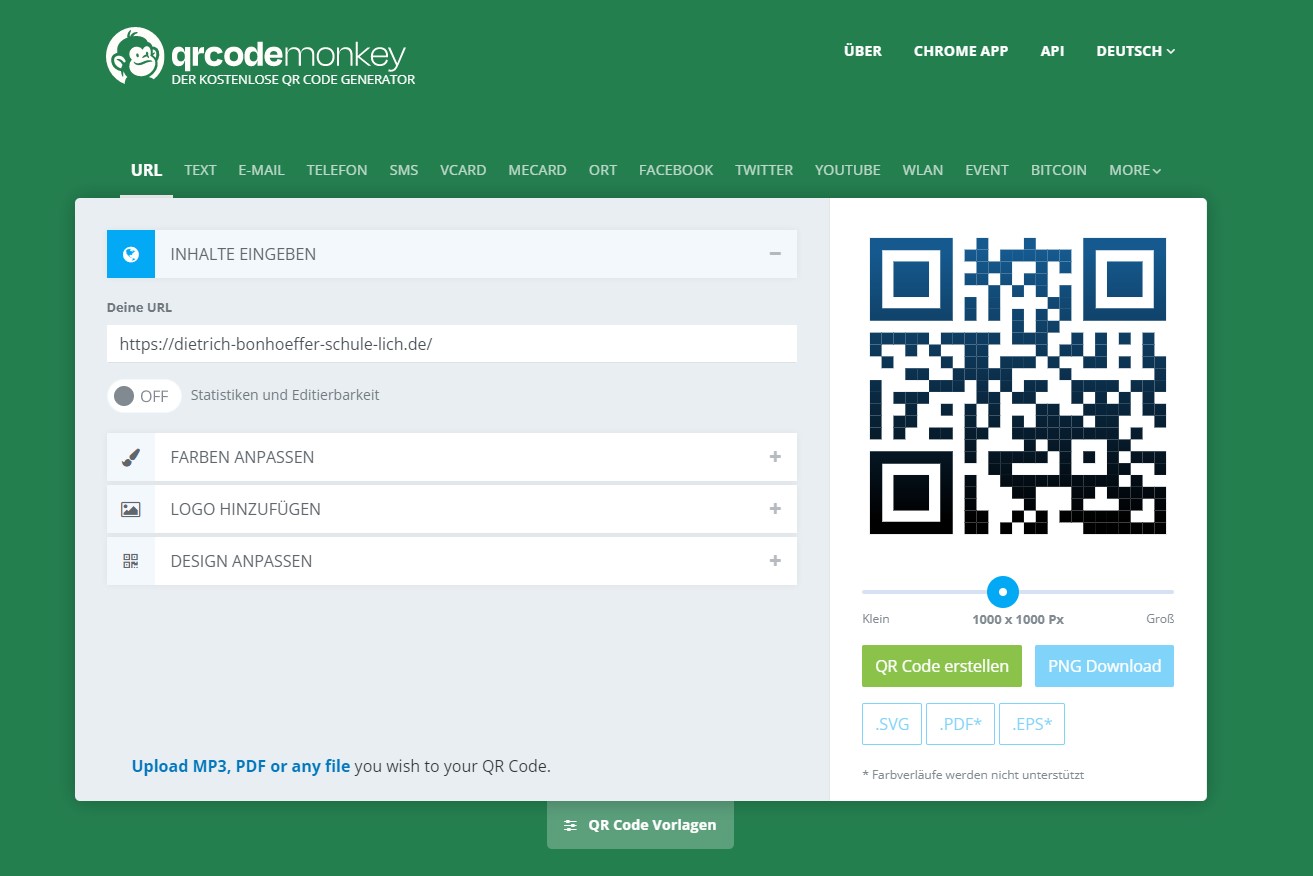 qrcodemonkey
DER KOSTENLOSE QR CODE GENERATOR
ÜBER CHROME APP API DEUTSCH
URL TEXT E-MAIL TELEFON SMS VCARD MECARD ORT FACEBOOK TWITTER YOUTUBE WLAN EVENT BITCOIN MORE
INHALTE EINGEBEN
Deine URL
https://dietrich-bonhoeffer-schule-lich.de/
OFF Statistiken und Editierbarkeit
FARBEN ANPASSEN
LOGO HINZUFÜGEN
DESIGN ANPASSEN
Upload MP3, PDF or any file you wish to your QR Code.
Klein 1000 x 1000 Px Groß
QR Code erstellen PNG Download
.SVG .PDF* .EPS*
* Farbverläufe werden nicht unterstützt
QR Code Vorlagen